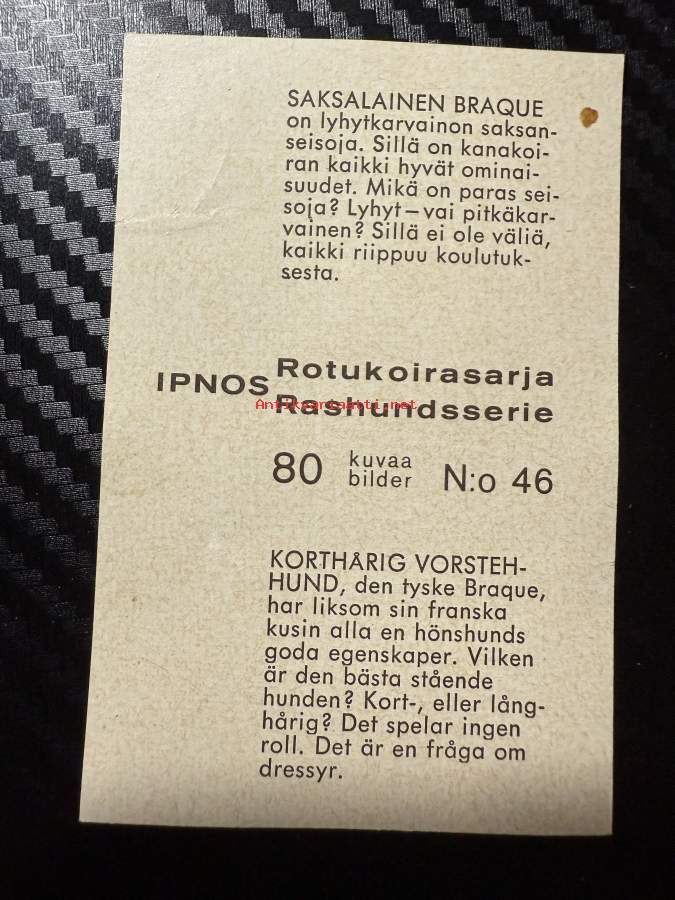 SAKSALAINEN BRAQUE
on lyhytkarvainon saksan-
seisoja. Sillä on kanakoi-
ran kaikki hyvät ominai-
suudet. Mikä on paras sei-
soja? Lyhyt – vai pitkäkar-
vainen? Sillä ei ole väliä,
kaikki riippuu koulutuk-
sesta.
IPNOS Rotukoirasarja
Rashundsserie
Antikvariaatti.net
80 kuvaa
bilder N:o 46
KORTHÅRIG VORSTEH-
HUND, den tyske Braque,
har liksom sin franska
kusin alla en hönshunds
goda egenskaper. Vilken
är den bästa stående
hunden? Kort-, eller lång-
hårig? Det spelar ingen
roll. Det är en fråga om
dressyr.